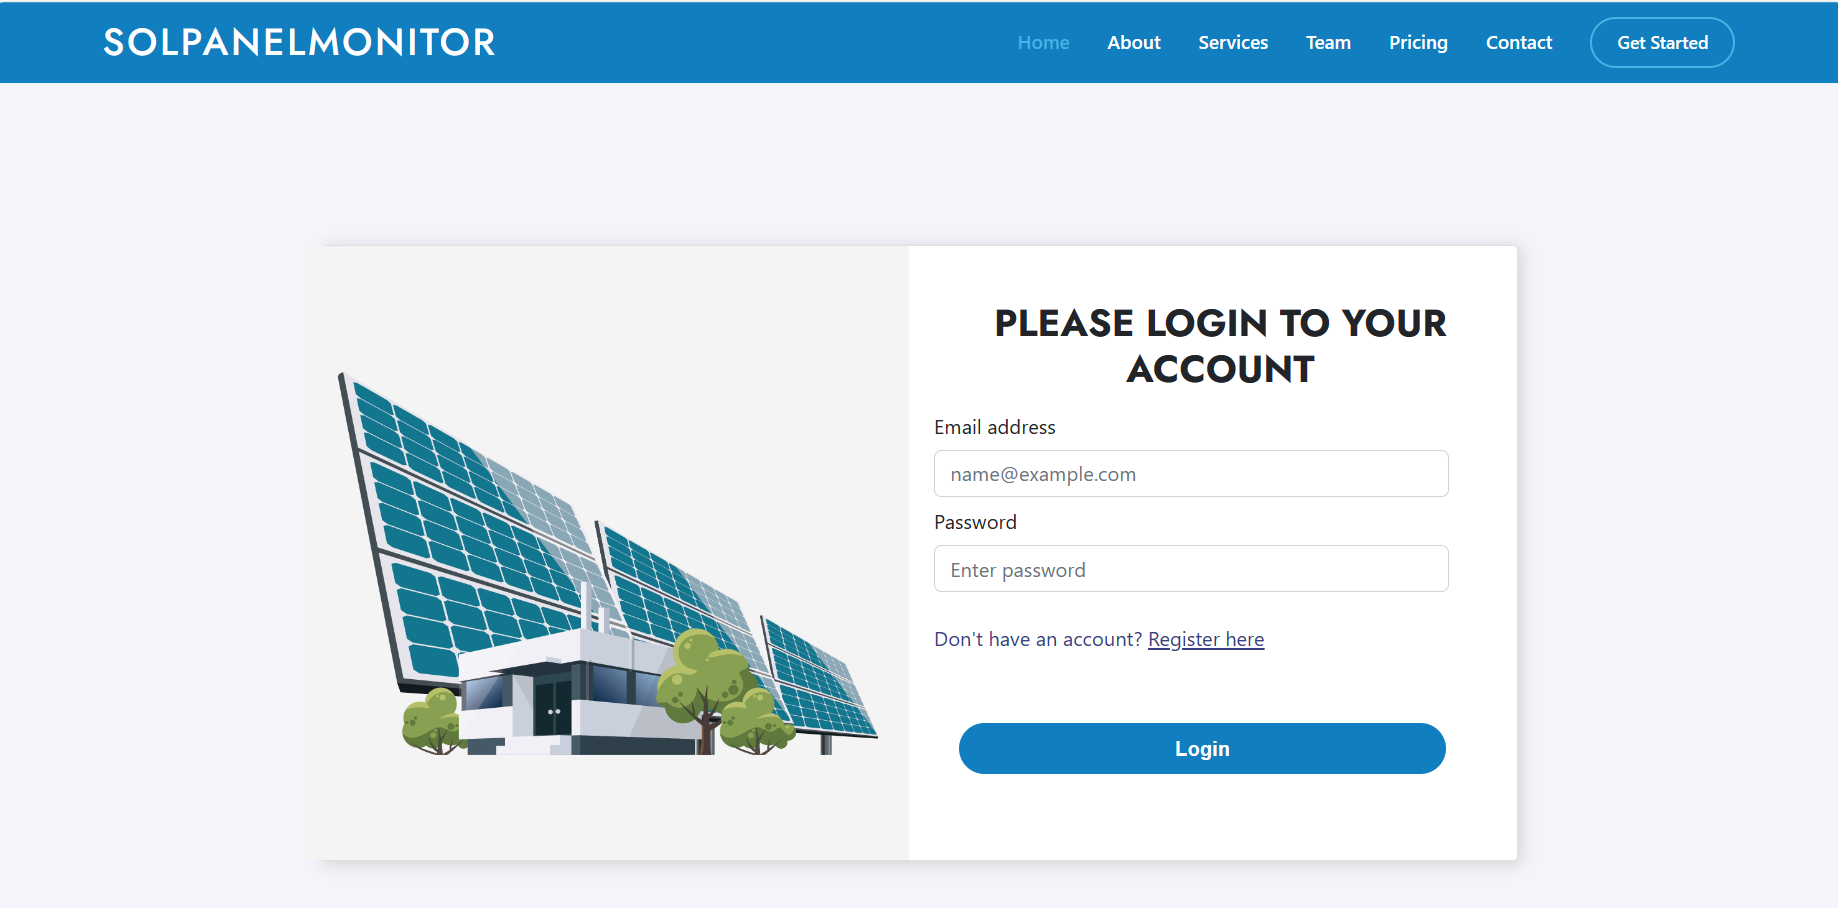 SOLPANELMONITOR
Home About Services Team Pricing Contact Get Started
PLEASE LOGIN TO YOUR
ACCOUNT
Email address
name@example.com
Password
Enter password
Don't have an account? Register here
Login